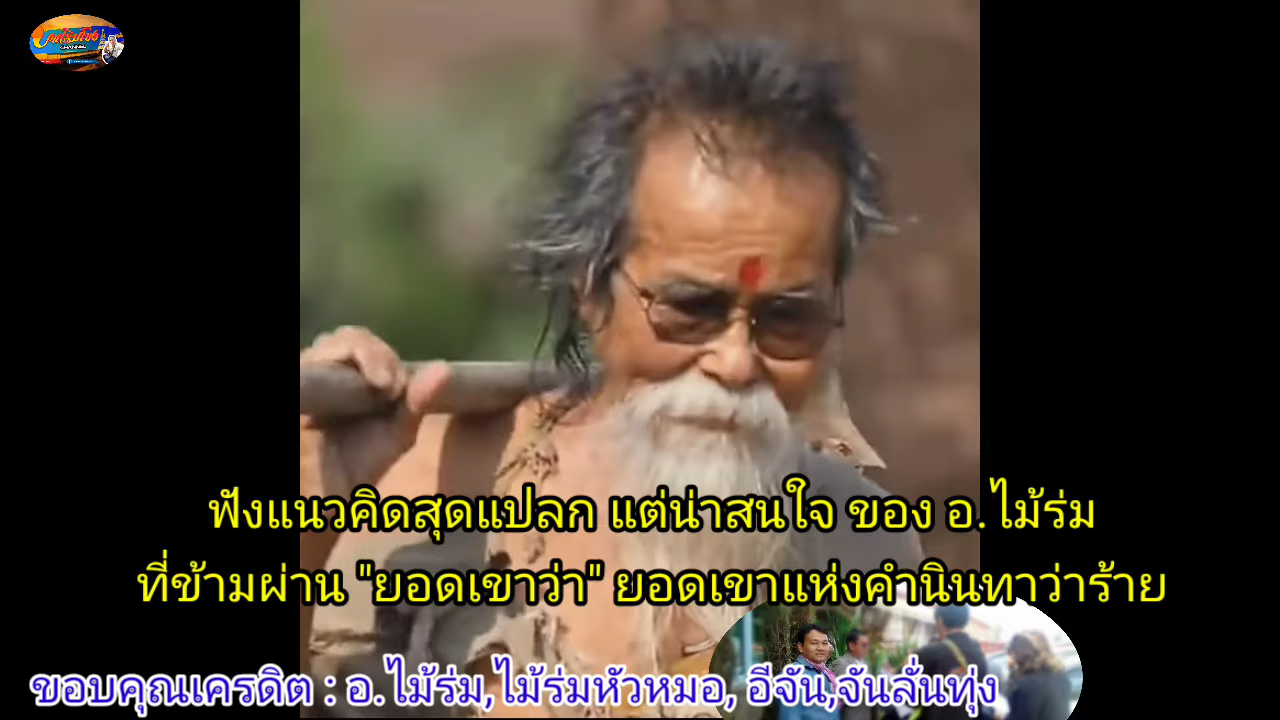 ฟังแนวคิดสุดแปลก แต่น่าสนใจ ของ อ.ไม้ร่ม
ที่ข้ามผ่าน "ยอดเขาว่า" ยอดเขาแห่งคำนินทาว่าร้าย
ขอบคุณเครดิต : อ.ไม้ร่ม,ไม้ร่มหัวหมอ, อีจัน,จันลั่นทุ่ง